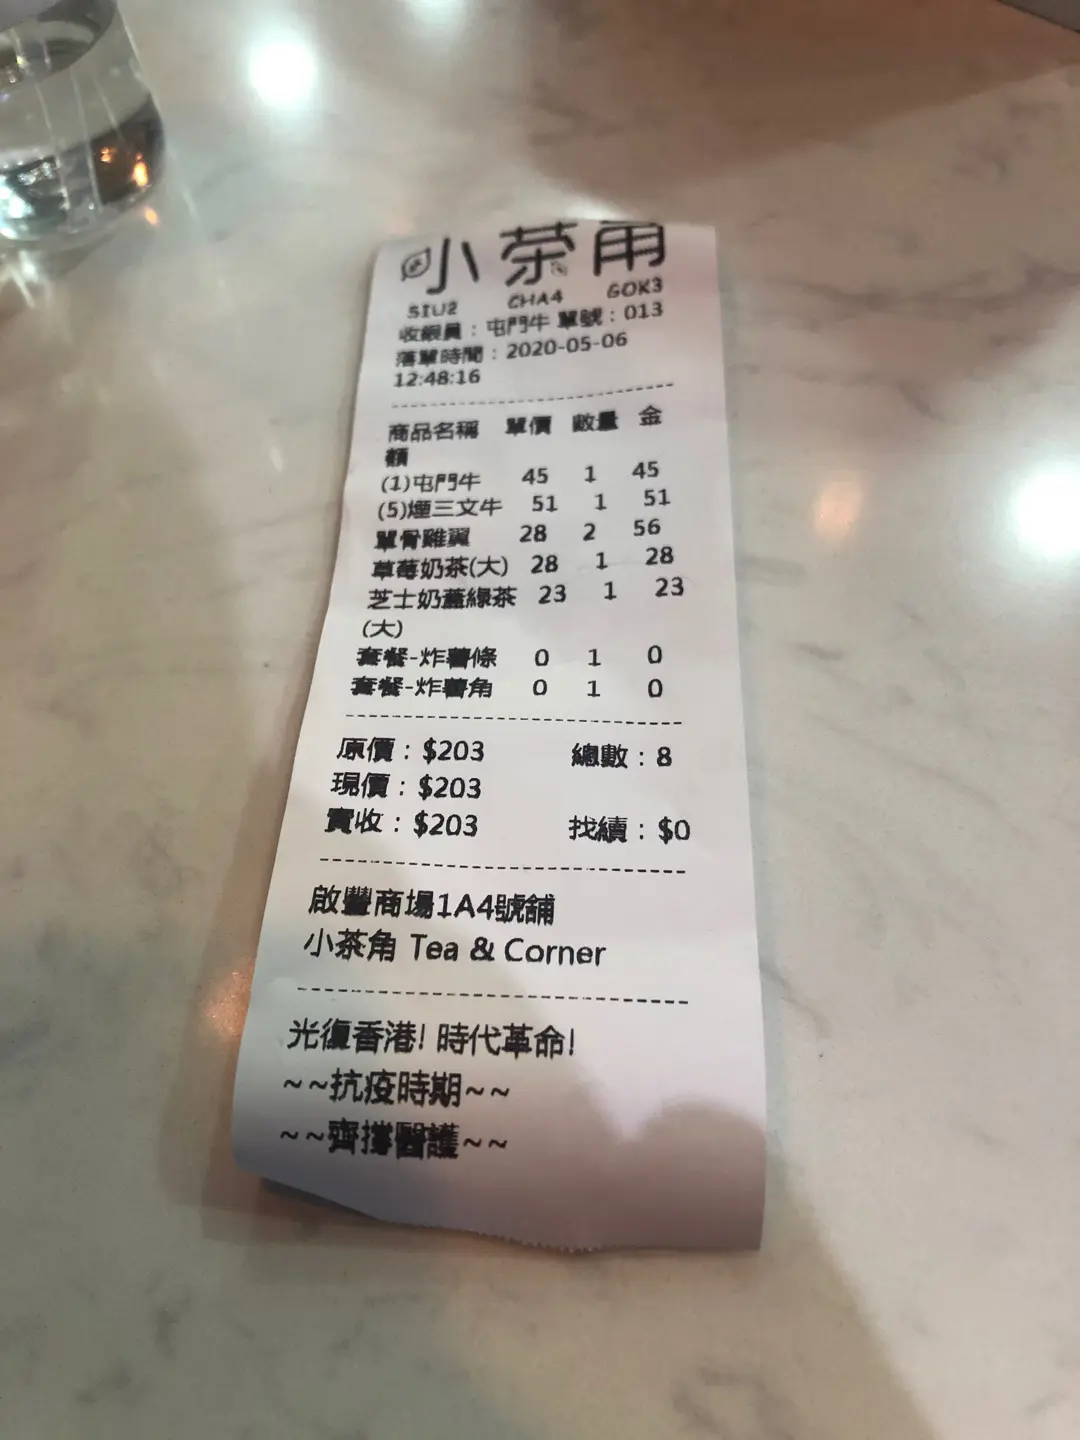 小茶角
SIU2 CHA4 GOK3
收銀員：屯門牛 單號：013
落單時間：2020-05-06
12:48:16
商品名稱 單價 數量 金
額
(1)屯門牛 45 1 45
(5)煙三文牛 51 1 51
單骨雞翼 28 2 56
草莓奶茶(大) 28 1 28
芝士奶蓋綠茶 23 1 23
(大)
套餐-炸薯條 0 1 0
套餐-炸薯角 0 1 0
原價：$203 總數：8
現價：$203
實收：$203 找續：$0
啟豐商場1A4號舖
小茶角 Tea & Corner
光復香港! 時代革命!
~~抗疫時期~~
~~齊撐醫護~~